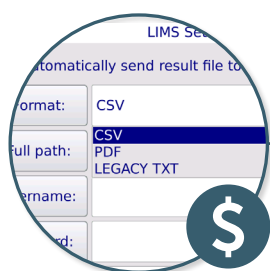 LIMS Se
utomatically send result file to
ormat: CSV
CSV
ull path: PDF
LEGACY TXT
ername:
rd:
$